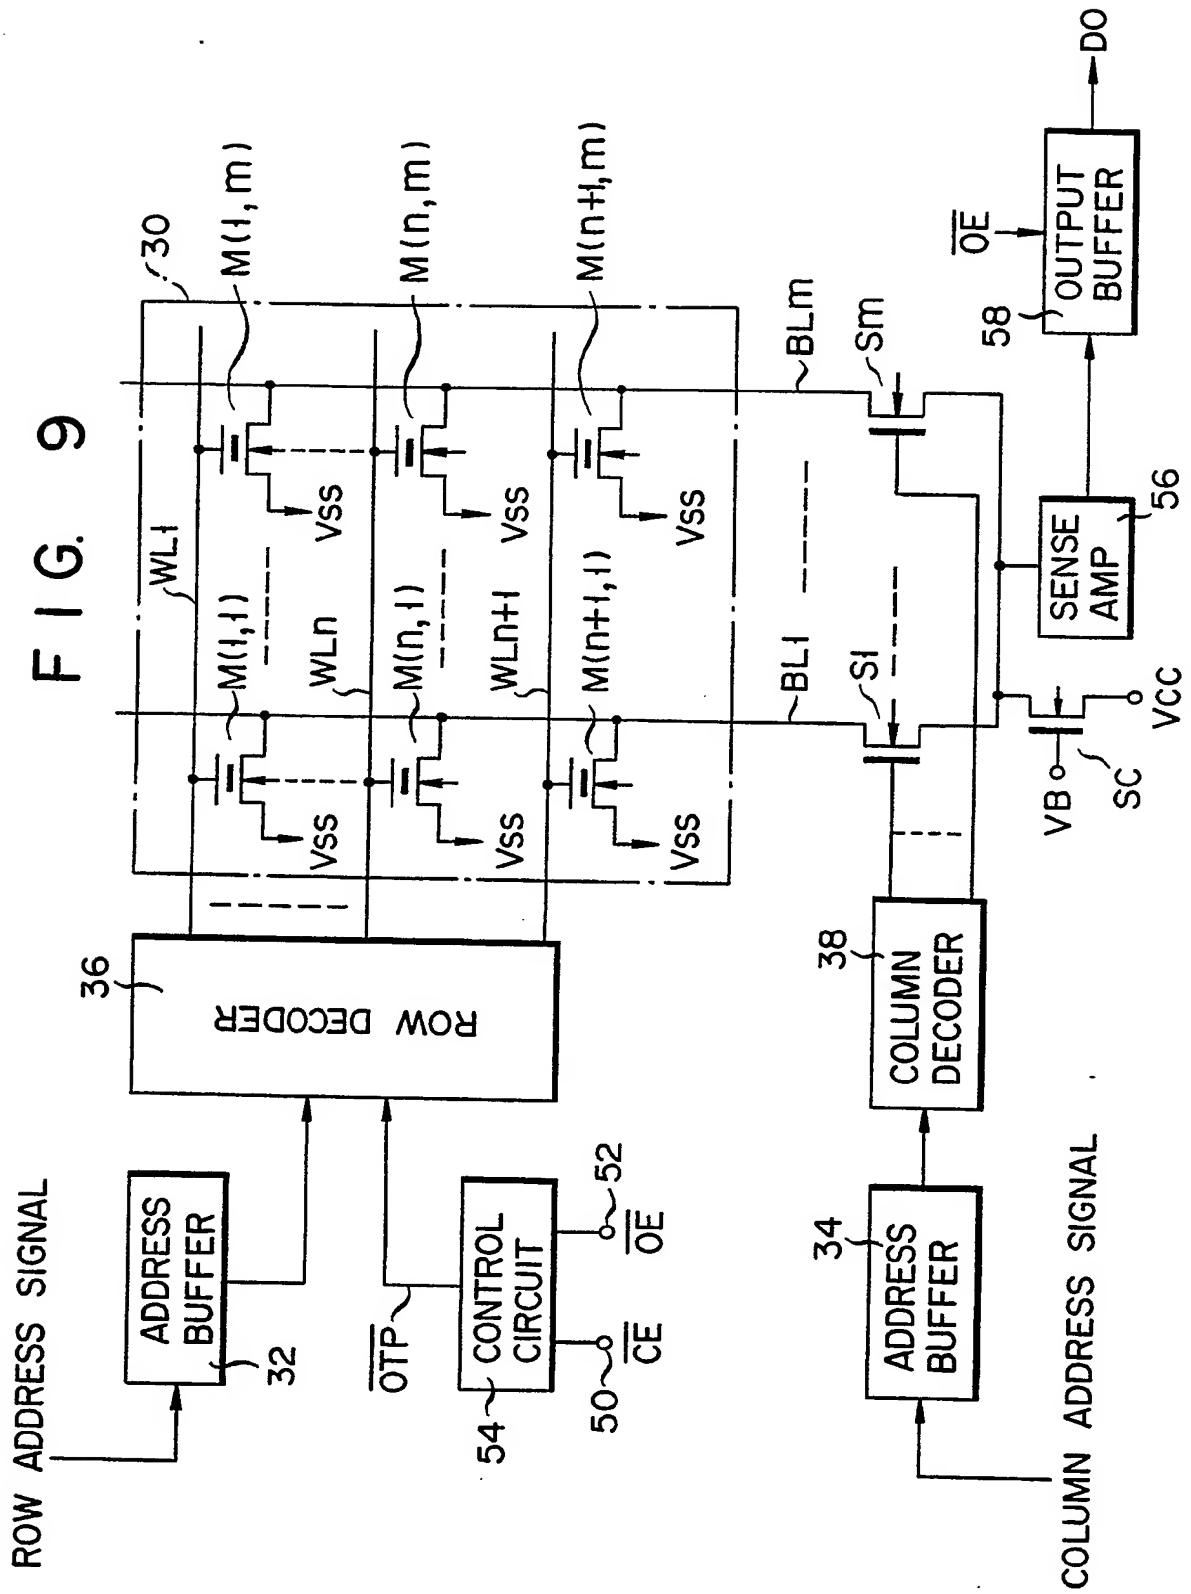 FIG. 9
ROW ADDRESS SIGNAL
ADDRESS
BUFFER
32
36
ROW DECODER
OTP
54
CONTROL
CIRCUIT
50
CE
52
OE
30
WL1
M(1,1)
M(1,m)
VSS
VSS
WLn
M(n,1)
M(n,m)
VSS
VSS
WLn+1
M(n+1,1)
M(n+1,m)
VSS
VSS
BL1
BLm
S1
Sm
COLUMN ADDRESS SIGNAL
34
ADDRESS
BUFFER
38
COLUMN
DECODER
VB
SC
VCC
SENSE
AMP
56
58
OE
OUTPUT
BUFFER
DO